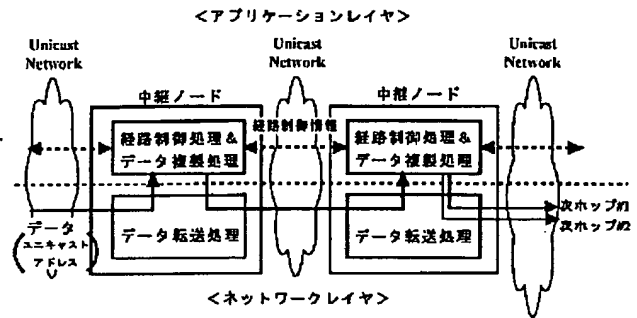 ＜アプリケーションレイヤ＞
Unicast
Network
Unicast
Network
Unicast
Network
中継ノード
中継ノード
経路制御処理&
データ複製処理
経路制御情報
経路制御処理&
データ複製処理
データ
(ユニキャスト
アドレス)
データ転送処理
データ転送処理
次ホップ#1
次ホップ#2
＜ネットワークレイヤ＞